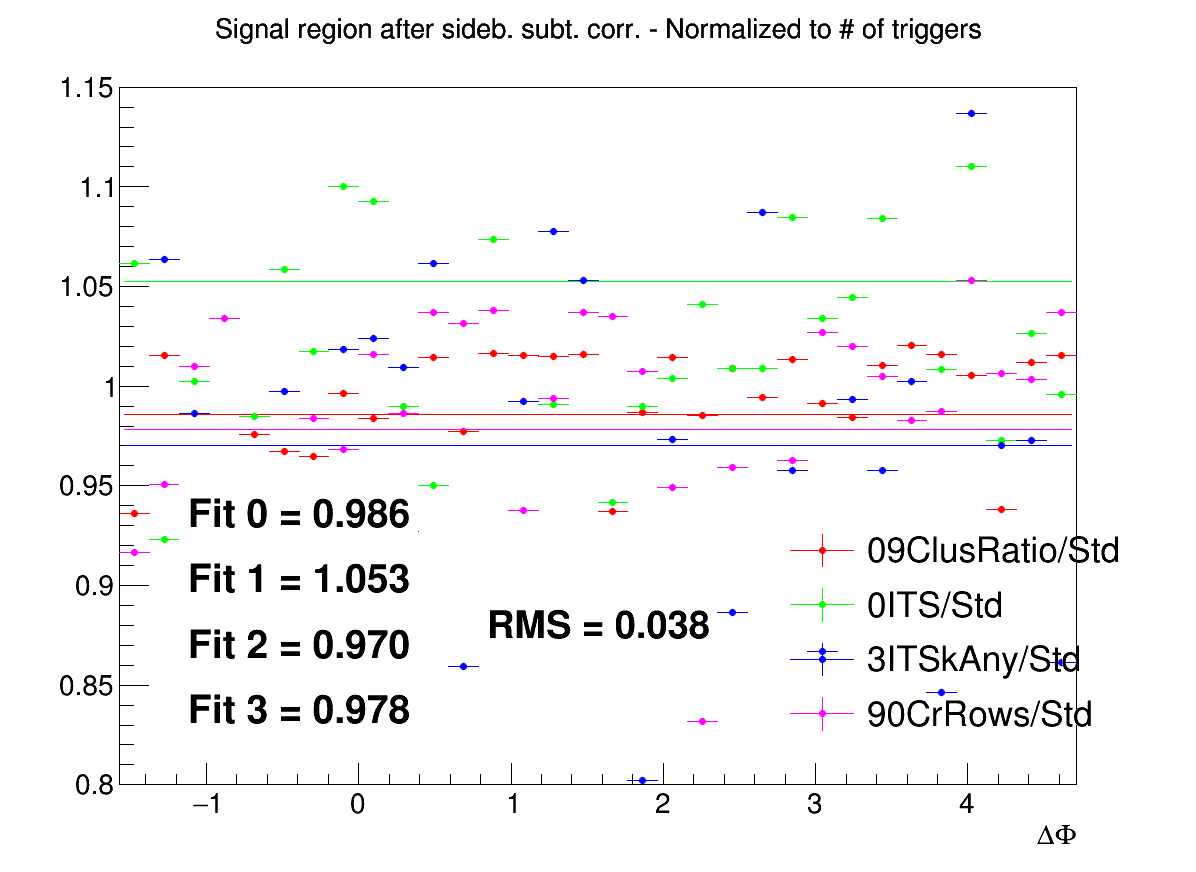 Signal region after sideb. subt. corr. - Normalized to # of triggers
1.15
1.1
1.05
1
0.95
0.9
0.85
0.8
Fit 0 = 0.986
Fit 1 = 1.053
Fit 2 = 0.970
Fit 3 = 0.978
RMS = 0.038
09ClusRatio/Std
0ITS/Std
3ITSkAny/Std
90CrRows/Std
−1 0 1 2 3 4
ΔΦ